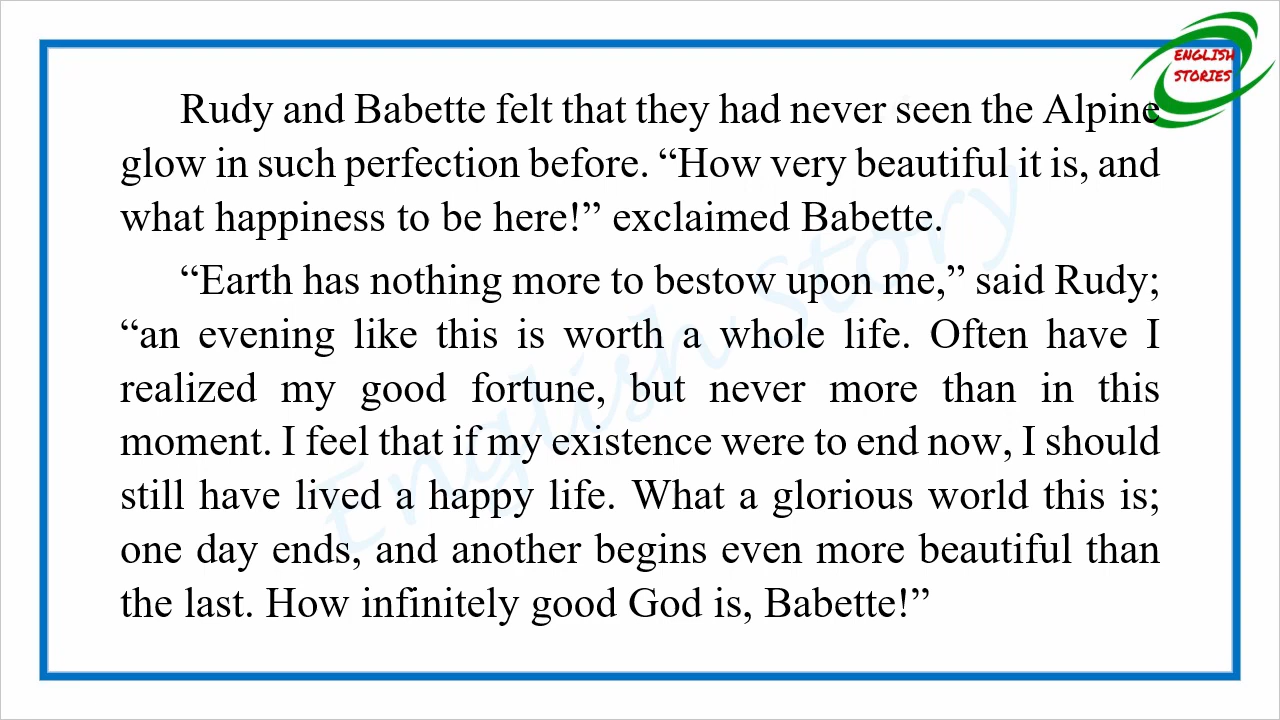 ENGLISH
STORIES
Rudy and Babette felt that they had never seen the Alpine
glow in such perfection before. “How very beautiful it is, and
what happiness to be here!” exclaimed Babette.
“Earth has nothing more to bestow upon me,” said Rudy;
“an evening like this is worth a whole life. Often have I
realized my good fortune, but never more than in this
moment. I feel that if my existence were to end now, I should
still have lived a happy life. What a glorious world this is;
one day ends, and another begins even more beautiful than
the last. How infinitely good God is, Babette!”
English Story